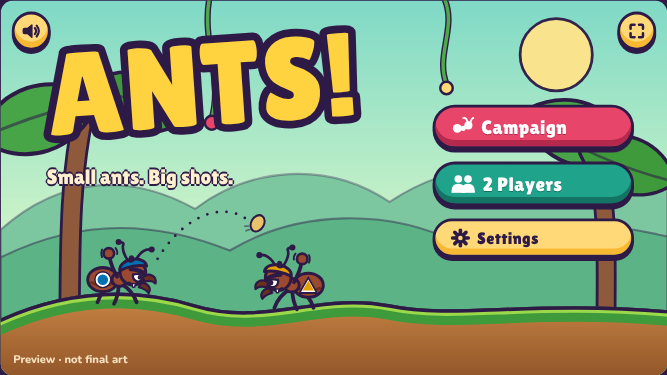 ANTS!
Small ants. Big shots.
Campaign
2 Players
Settings
Preview · not final art